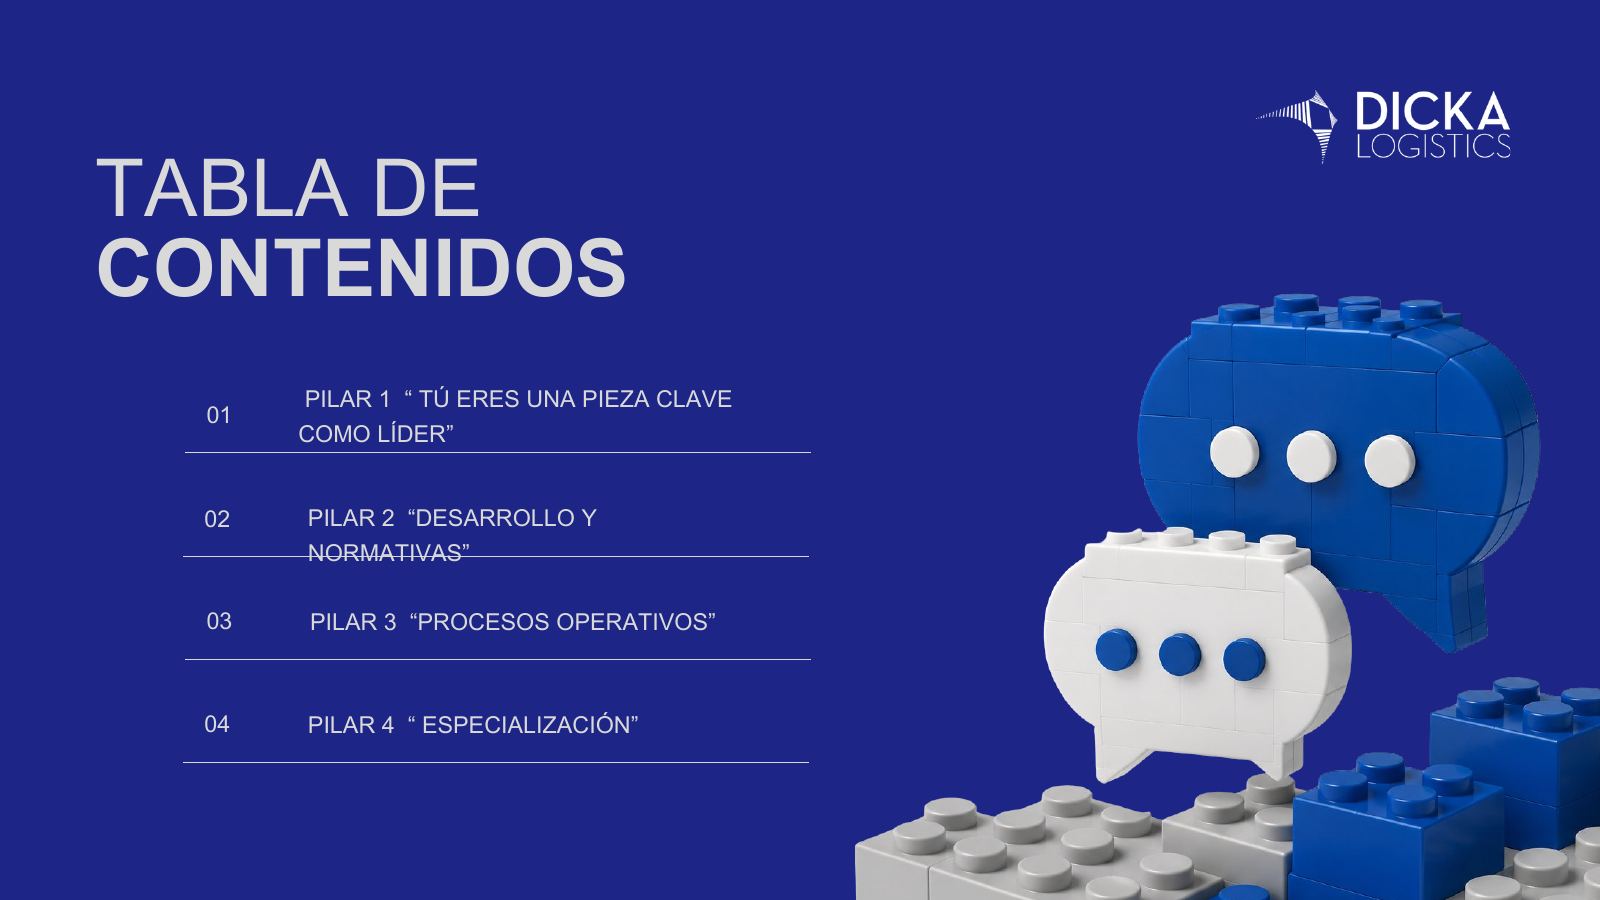 DICKA
LOGISTICS
TABLA DE
CONTENIDOS
01
PILAR 1 “ TÚ ERES UNA PIEZA CLAVE
COMO LÍDER”
02
PILAR 2 “DESARROLLO Y
NORMATIVAS”
03
PILAR 3 “PROCESOS OPERATIVOS”
04
PILAR 4 “ ESPECIALIZACIÓN”